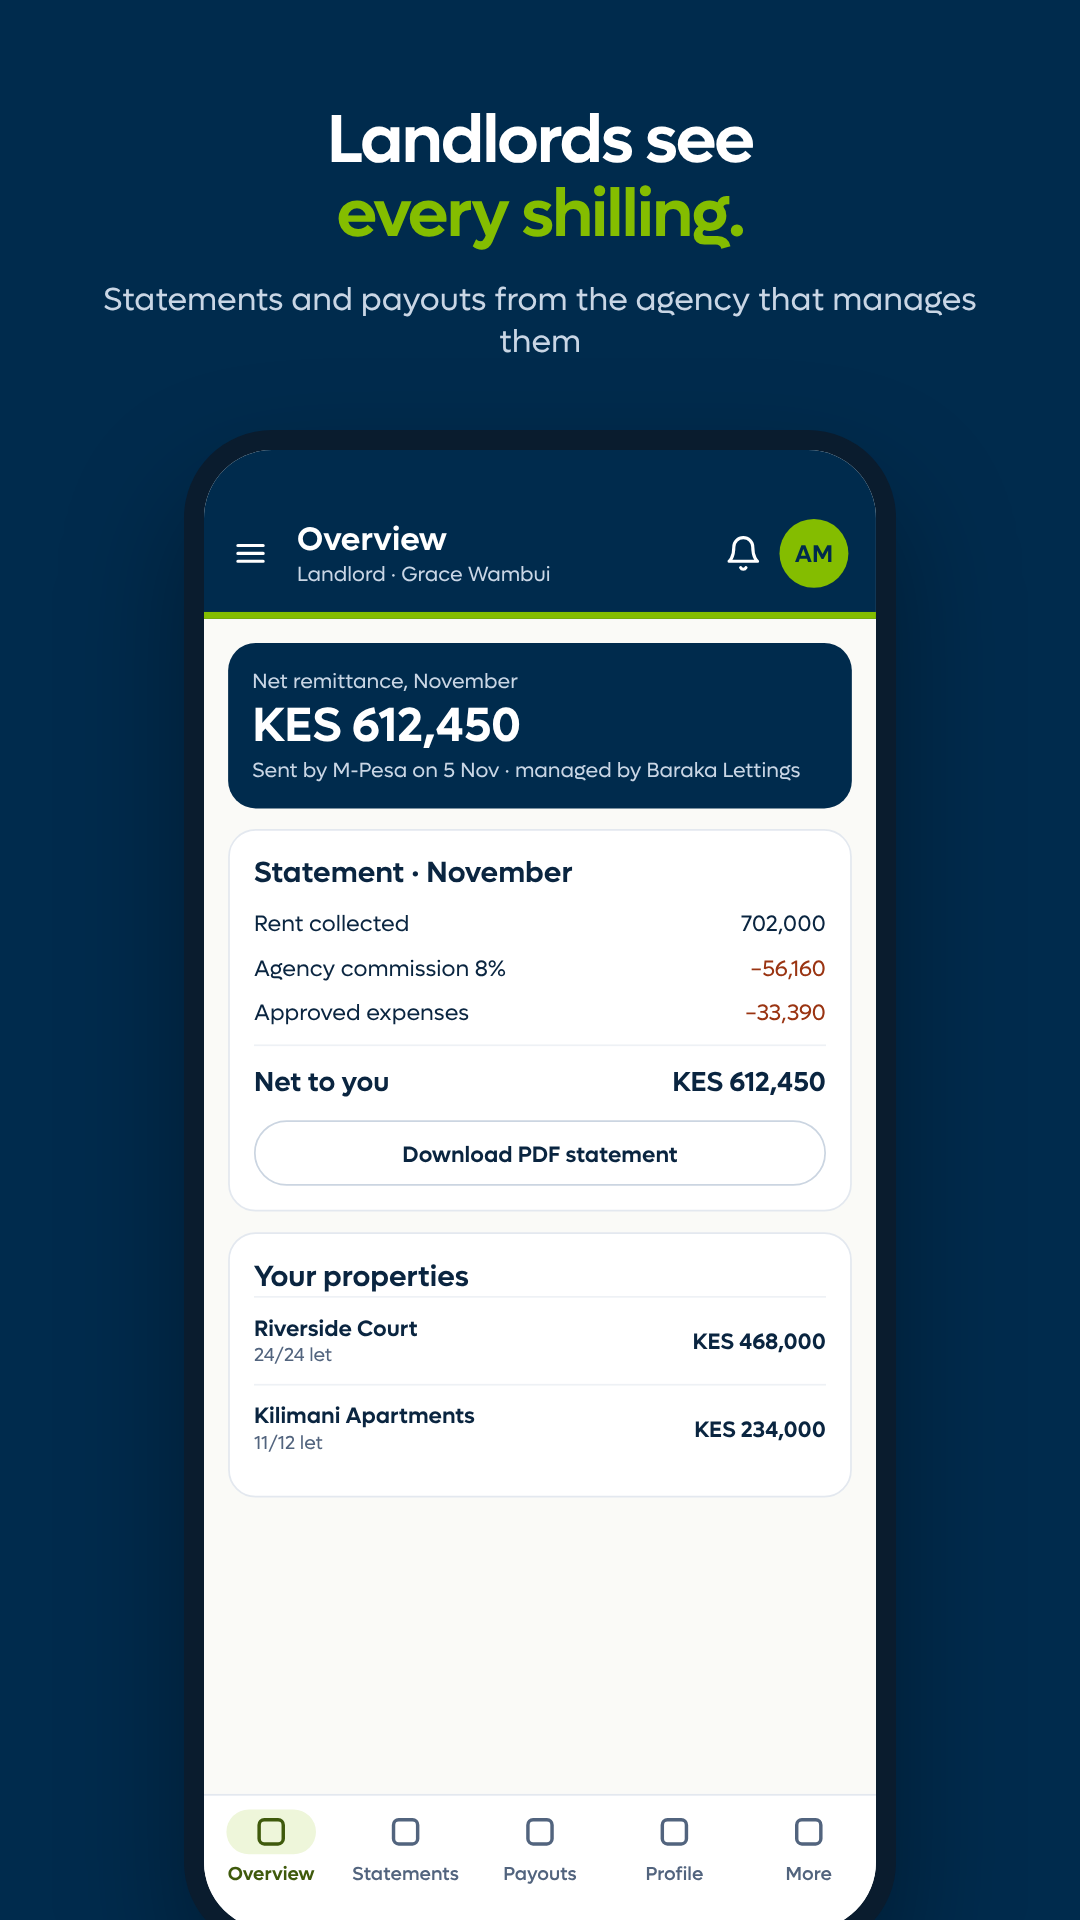 Landlords see
every shilling.
Statements and payouts from the agency that manages
them
Overview
Landlord · Grace Wambui
AM
Net remittance, November
KES 612,450
Sent by M-Pesa on 5 Nov · managed by Baraka Lettings
Statement · November
Rent collected 702,000
Agency commission 8% −56,160
Approved expenses −33,390
Net to you KES 612,450
Download PDF statement
Your properties
Riverside Court
24/24 let
KES 468,000
Kilimani Apartments
11/12 let
KES 234,000
Overview Statements Payouts Profile More